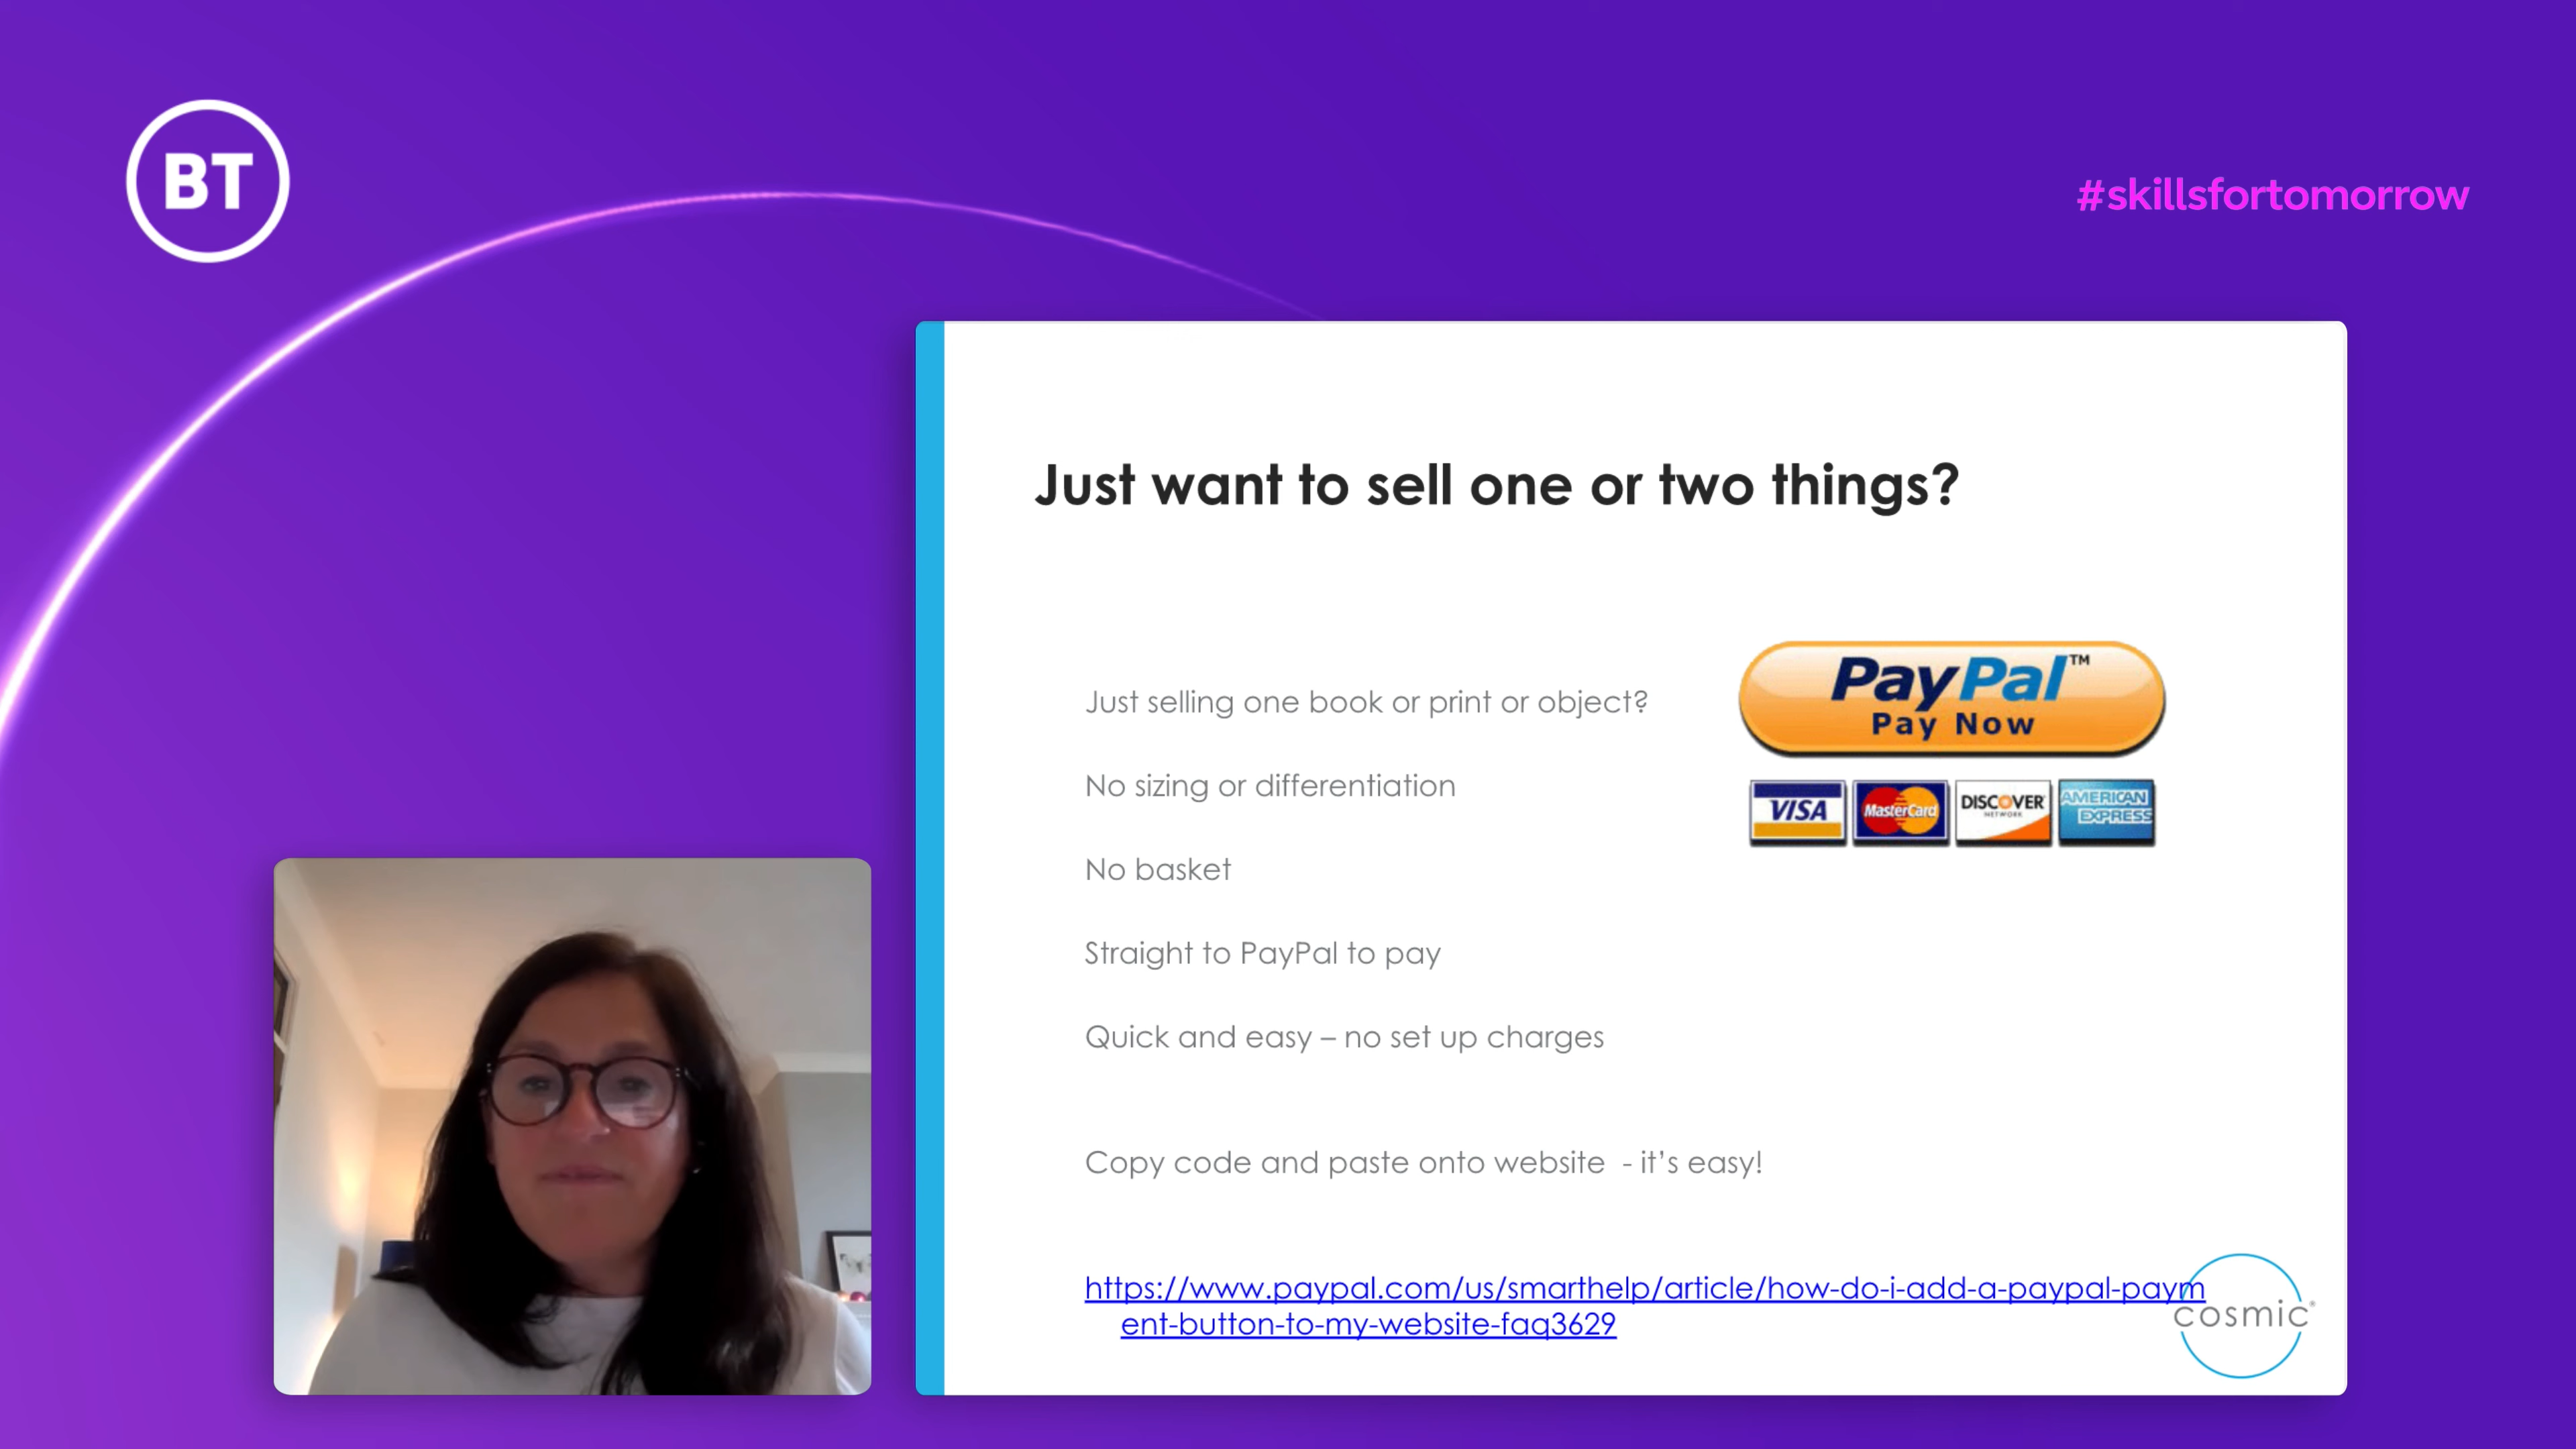 BT
#skillsfortomorrow
Just want to sell one or two things?
Just selling one book or print or object?
No sizing or differentiation
No basket
Straight to PayPal to pay
Quick and easy – no set up charges
Copy code and paste onto website  - it's easy!
https://www.paypal.com/us/smarthelp/article/how-do-i-add-a-paypal-paym
ent-button-to-my-website-faq3629
PayPal™
Pay Now
VISA
MasterCard
DISCOVER
NETWORK
AMERICAN
EXPRESS
cosmic®